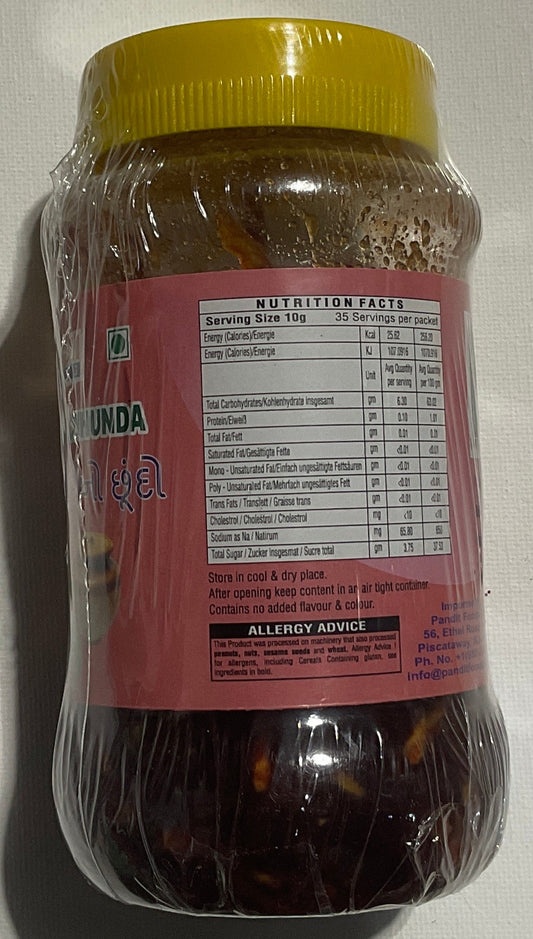 HUNDA
છૂંદો
NUTRITION FACTS
Serving Size 10g 35 Servings per packet
Energy (Calories)/Energie Kcal 25.62 256.20
Energy (Calories)/Energie KJ 107.0916 1070.916
Unit Avg Quantity per serving Avg Quantity per 100 gm
Total Carbohydrates/Kohlenhydrate insgesamt gm 6.30 63.02
Protein/Eiweiß gm 0.10 1.01
Total Fat/Fett gm 0.01 0.01
Saturated Fat/Gesättigte Fette gm <0.01 <0.01
Mono - Unsaturated Fat/Einfach ungesättigte Fettsäuren gm <0.01 <0.01
Poly - Unsaturated Fat/Mehrfach ungesättigtes Fett gm <0.01 <0.01
Trans Fats / Transfett / Graisse trans gm <0.01 <0.01
Cholestrol / Cholestrol / Cholestrol mg <10 <10
Sodium as Na / Natirum mg 65.80 658
Total Sugar / Zucker insgesmat / Sucre total gm 3.75 37.52
Store in cool & dry place.
After opening keep content in an air tight container.
Contains no added flavour & colour.
ALLERGY ADVICE
This Product was processed on machinery that also processed
peanuts, nuts, sesame seeds and wheat. Allergy Advice !
for allergens, including Cereals Containing gluten, see
ingredients in bold.
Pandit
56, Ethel
Piscataway,
Ph. No.